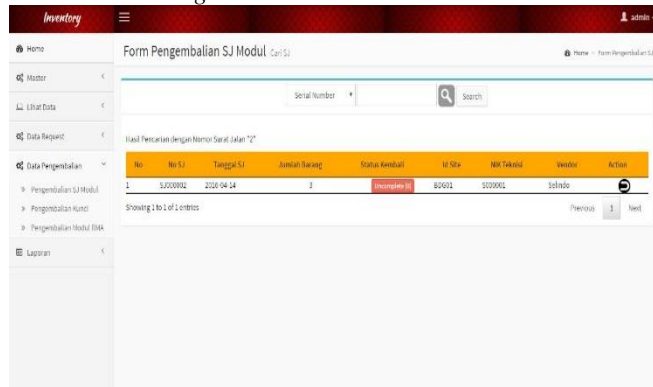 Inventory
admin
Home
Form Pengembalian SJ Modul Cari SJ
Home - Form Pengembalian SJ
Master
Serial Number
Search
Lihat Data
Data Request
Hasil Pencarian dengan Nomor Surat Jalan "2"
Data Pengembalian
No No SJ Tanggal SJ Jumlah Barang Status Kembali Id Site NIK Teknisi Vendor Action
1 SJ000002 2016-04-14 3 Uncomplete BDG01 S000001 Selindo
Pengembalian SJ Modul
Pengembalian Kunci
Showing 1 to 1 of 1 entries
Previous 1 Next
Pengembalian Modul RMA
Laporan